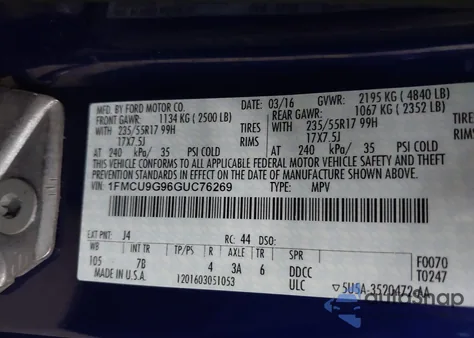 MFD. BY FORD MOTOR CO. 03/16 GVWR: 2195 KG ( 4840 LB)
FRONT GAWR: 1134 KG ( 2500 LB) REAR GAWR: 1067 KG ( 2352 LB)
235/55R17 99H TIRES 235/55R17 99H TIRES
17X7.5J RIMS 17X7.5J RIMS
AT 240 kPa/ 35 PSI COLD AT 240 kPa/ 35 PSI COLD
THIS VEHICLE CONFORMS TO ALL APPLICABLE FEDERAL MOTOR VEHICLE SAFETY AND
THEFT PREVENTION STANDARDS IN EFFECT ON THE DATE OF MANUFACTURE SHOWN ABOVE.
VIN: 1FMCU9G96GUC76269 TYPE: MPV
EXT PNT: J4 RC: 44 DSO: F0070
WB INT TR TP/PS R AXLE TR SPR T0247
105 7B 4 3A 6 DDCC
MADE IN U.S.A. 1201603051053 ULC 5U5A-3520472-AA
autoshap